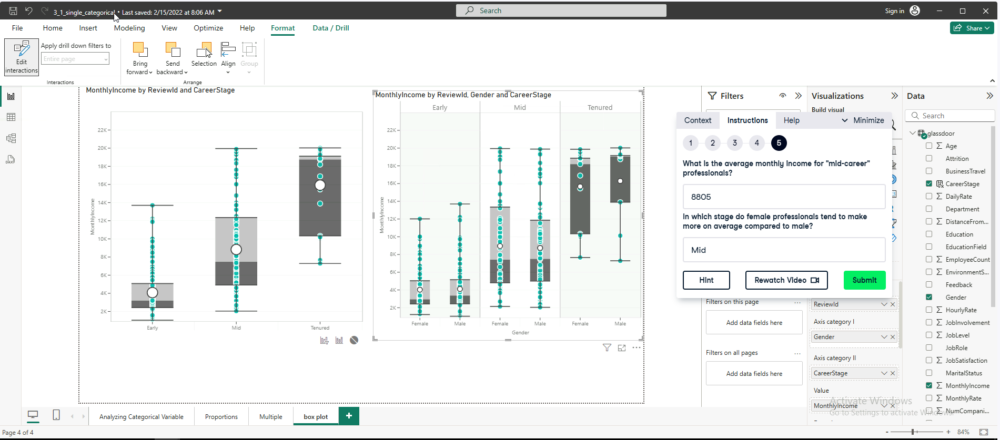 3_1_single_categorical • Last saved: 2/15/2022 at 8:06 AM
Search
Sign in
File
Home
Insert
Modeling
View
Optimize
Help
Format
Data / Drill
Share
Edit interactions
Apply drill down filters to
Entire page
Interactions
Bring forward
Send backward
Selection
Align
Group
Arrange
MonthlyIncome by ReviewId and CareerStage
MonthlyIncome
22K
20K
18K
16K
14K
12K
10K
8K
6K
4K
2K
Early
Mid
Tenured
MonthlyIncome by ReviewId, Gender and CareerStage
Early
Mid
Tenured
MonthlyIncome
22K
20K
18K
16K
14K
12K
10K
8K
6K
4K
2K
Female
Male
Female
Male
Female
Male
Gender
Filters
Filters on this page
...
Add data fields here
Filters on all pages
...
Add data fields here
Visualizations
Build visual
Context
Instructions
Help
Minimize
1
2
3
4
5
What is the average monthly income for "mid-career"
professionals?
8805
In which stage do female professionals tend to make
more on average compared to male?
Mid
Hint
Rewatch Video
Submit
ReviewId
Axis category I
Gender
Axis category II
CareerStage
Value
MonthlyIncome
Data
Search
glassdoor
Age
Attrition
BusinessTravel
CareerStage
DailyRate
Department
DistanceFrom...
Education
EducationField
EmployeeCount
EnvironmentS...
Feedback
Gender
HourlyRate
JobInvolvement
JobLevel
JobRole
JobSatisfaction
MaritalStatus
MonthlyIncome
MonthlyRate
NumCompani...
Activate Windows
Go to Settings to activate Windows.
DAX
Analyzing Categorical Variable
Proportions
Multiple
box plot
+
Page 4 of 4
-
+
84%